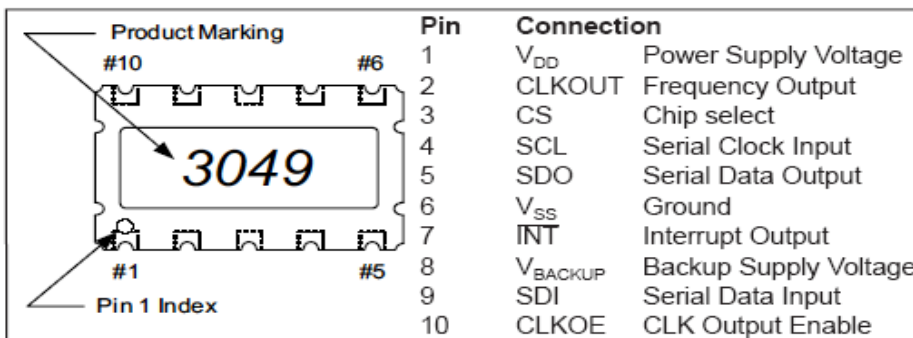 Product Marking
#10 #6
3049
#1 #5
Pin 1 Index
Pin Connection
1 VDD Power Supply Voltage
2 CLKOUT Frequency Output
3 CS Chip select
4 SCL Serial Clock Input
5 SDO Serial Data Output
6 VSS Ground
7 INT Interrupt Output
8 VBACKUP Backup Supply Voltage
9 SDI Serial Data Input
10 CLKOE CLK Output Enable